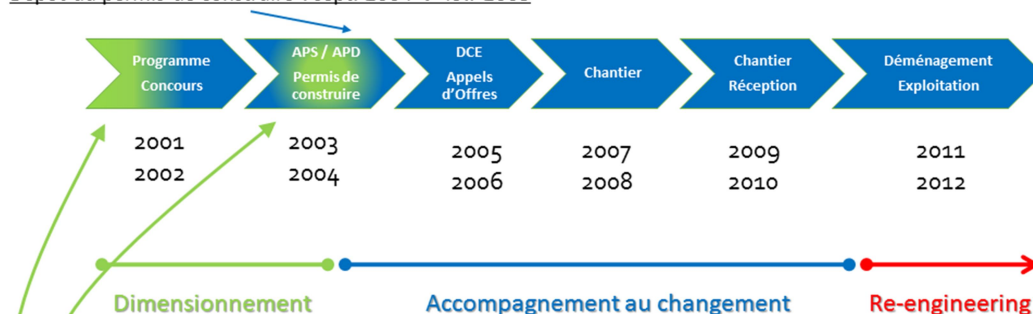 Programme
Concours
APS / APD
Permis de
construire
DCE
Appels
d'Offres
Chantier
Chantier
Réception
Déménagement
Exploitation
2001
2002
2003
2004
2005
2006
2007
2008
2009
2010
2011
2012
Dimensionnement
Accompagnement au changement
Re-engineering